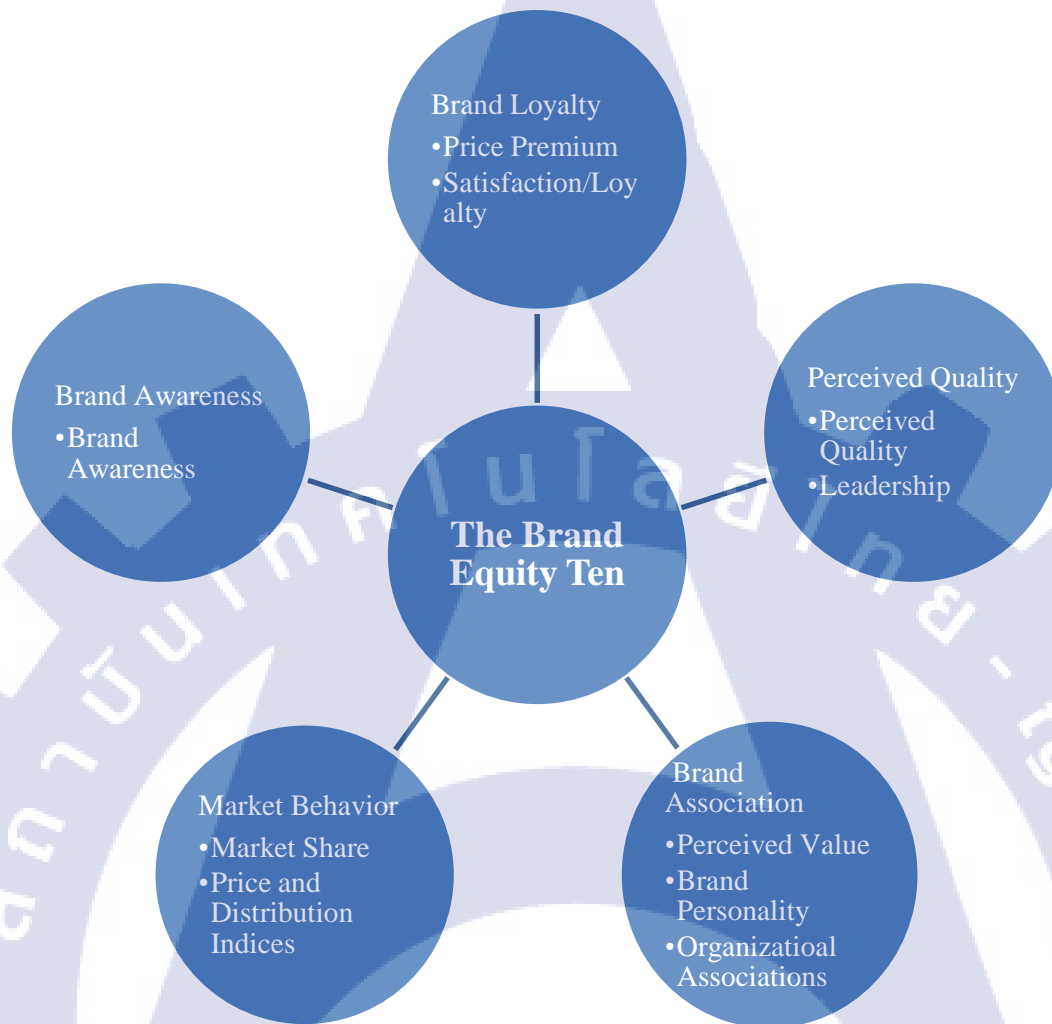 Brand Loyalty
•Price Premium
•Satisfaction/Loy
alty
Brand Awareness
•Brand
Awareness
Perceived Quality
•Perceived
Quality
•Leadership
The Brand
Equity Ten
Market Behavior
•Market Share
•Price and
Distribution
Indices
Brand
Association
•Perceived Value
•Brand
Personality
•Organizatioal
Associations